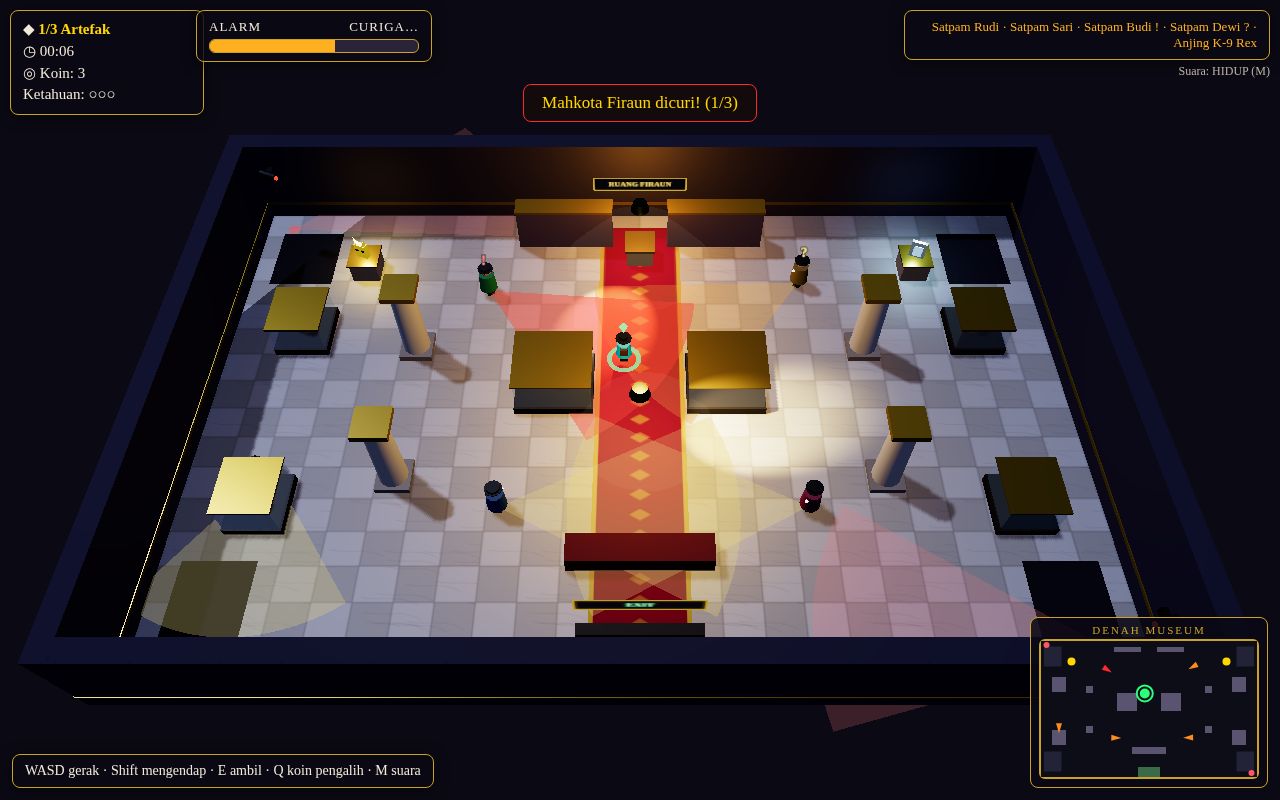 ◆ 1/3 Artefak
◷ 00:06
◎ Koin: 3
Ketahuan: ○○○
ALARM CURIGA...
Satpam Rudi · Satpam Sari · Satpam Budi ! · Satpam Dewi ? ·
Anjing K-9 Rex
Suara: HIDUP (M)
Mahkota Firaun dicuri! (1/3)
RUANG FIRAUN
!
?
EXIT
DENAH MUSEUM
WASD gerak · Shift mengendap · E ambil · Q koin pengalih · M suara